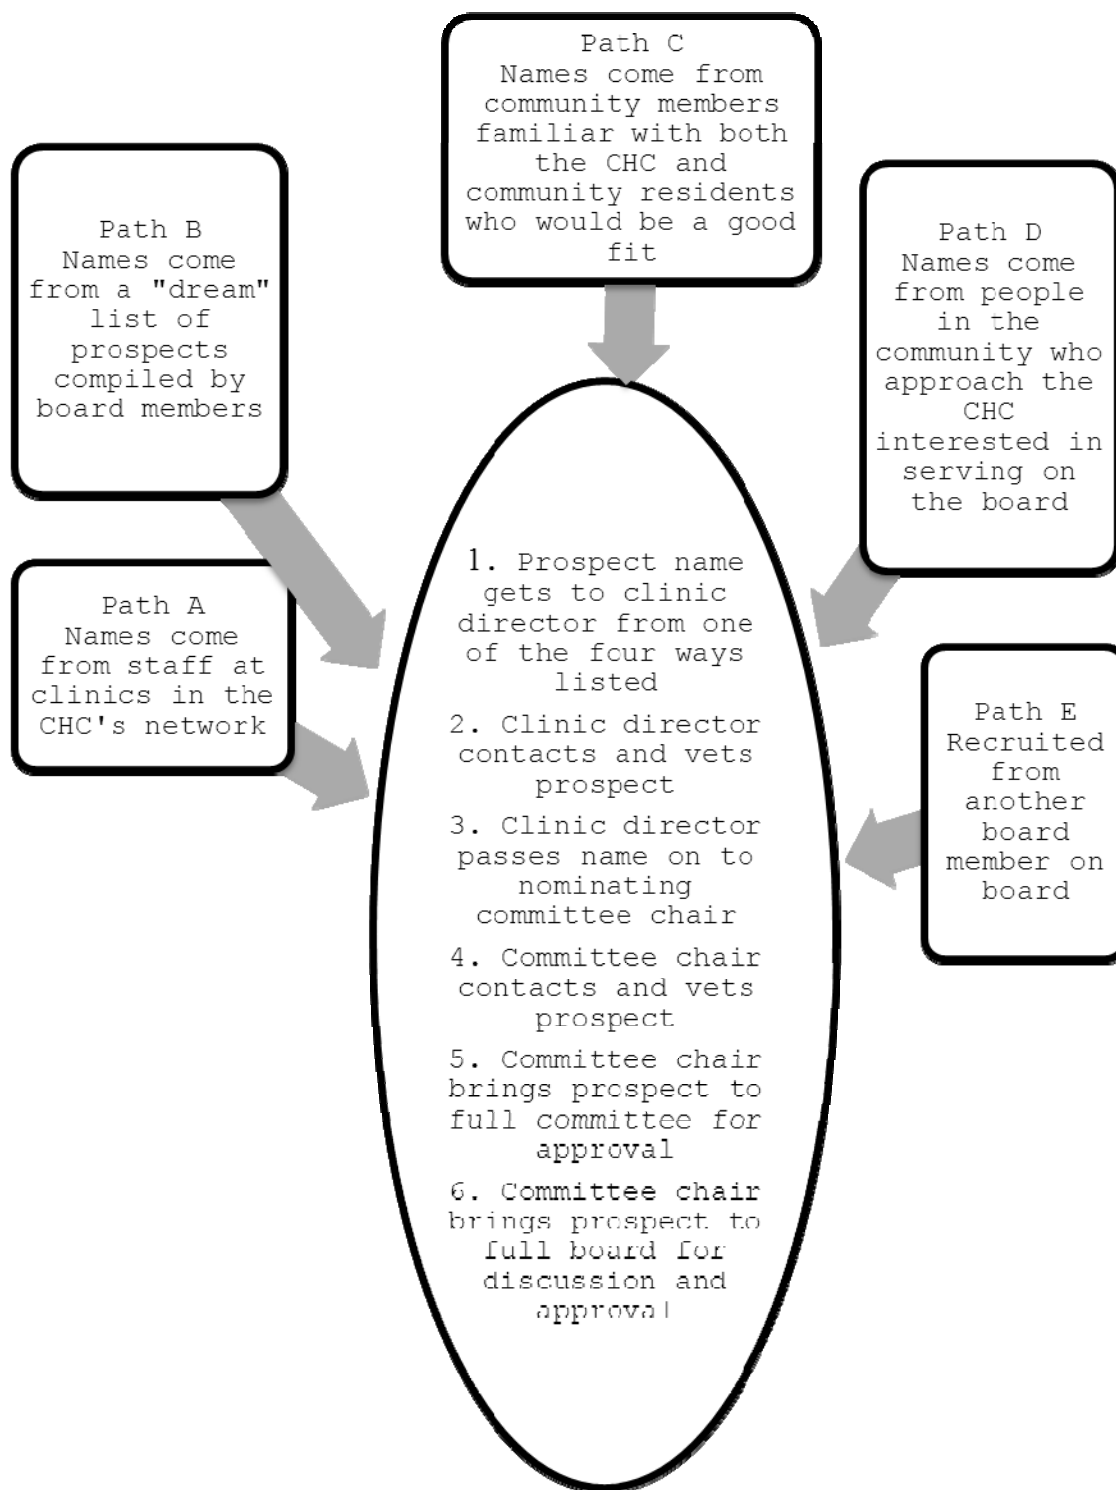 Path C
Names come from
community members
familiar with both
the CHC and
community residents
who would be a good
fit
Path B
Names come
from a "dream"
list of
prospects
compiled by
board members
Path D
Names come
from people
in the
community who
approach the
CHC
interested in
serving on
the board
Path A
Names come
from staff at
clinics in the
CHC's network
Path E
Recruited
from
another
board
member on
board
1. Prospect name
gets to clinic
director from one
of the four ways
listed
2. Clinic director
contacts and vets
prospect
3. Clinic director
passes name on to
nominating
committee chair
4. Committee chair
contacts and vets
prospect
5. Committee chair
brings prospect to
full committee for
approval
6. Committee chair
brings prospect to
full board for
discussion and
approval